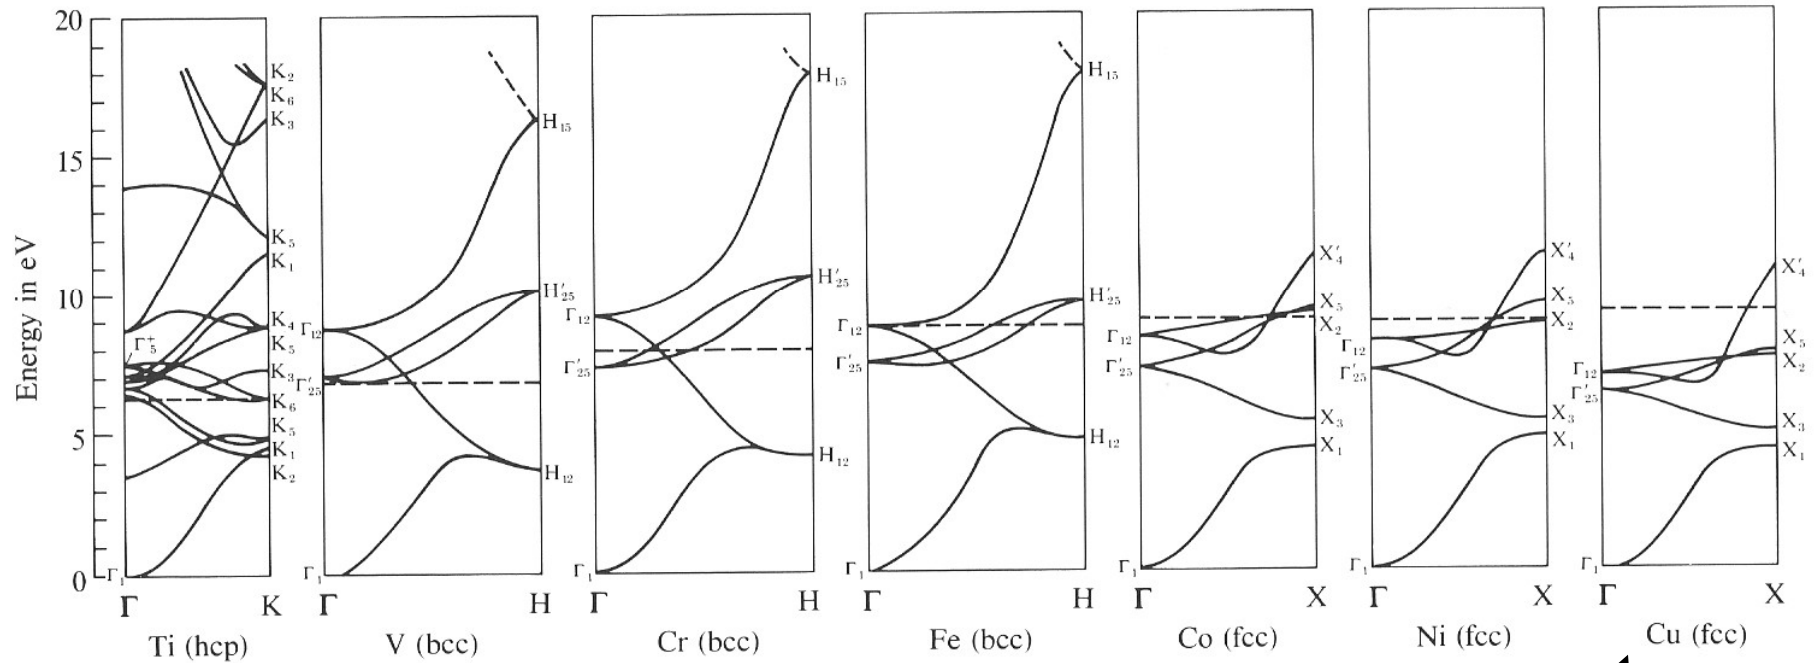 Energy in eV
20
15
10
5
0
K₂
K₆
K₃
K₅
K₁
K₄
K₅
K₃
K₆
K₅
K₁
K₂
Γ₅⁺
Γ₁
Γ K
Ti (hcp)
H₁₅
H′₂₅
Γ₁₂
Γ′₂₅
H₁₂
Γ₁
Γ H
V (bcc)
H₁₅
H′₂₅
Γ₁₂
Γ′₂₅
H₁₂
Γ₁
Γ H
Cr (bcc)
H₁₅
H′₂₅
Γ₁₂
Γ′₂₅
H₁₂
Γ₁
Γ H
Fe (bcc)
X′₄
X₅
X₂
Γ₁₂
Γ′₂₅
X₃
X₁
Γ₁
Γ X
Co (fcc)
X′₄
X₅
X₂
Γ₁₂
Γ′₂₅
X₃
X₁
Γ₁
Γ X
Ni (fcc)
X′₄
X₅
X₂
Γ₁₂
Γ′₂₅
X₃
X₁
Γ₁
Γ X
Cu (fcc)